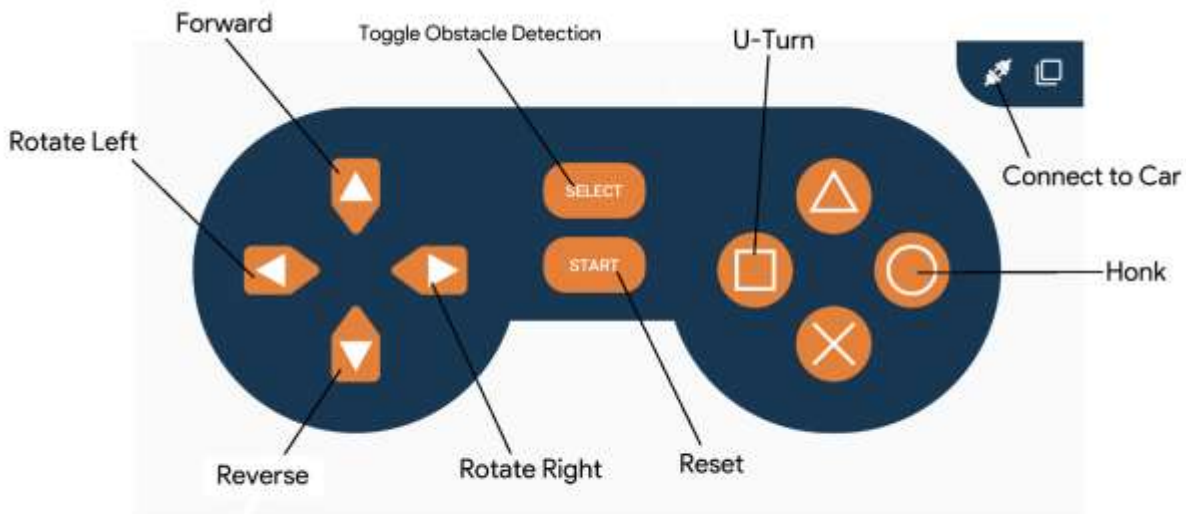 Forward
Toggle Obstacle Detection
U-Turn
Rotate Left
Connect to Car
SELECT
START
Honk
Reverse
Rotate Right
Reset